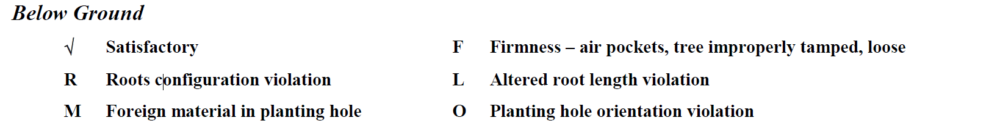 Below Ground
√ Satisfactory F Firmness – air pockets, tree improperly tamped, loose
R Roots configuration violation L Altered root length violation
M Foreign material in planting hole O Planting hole orientation violation